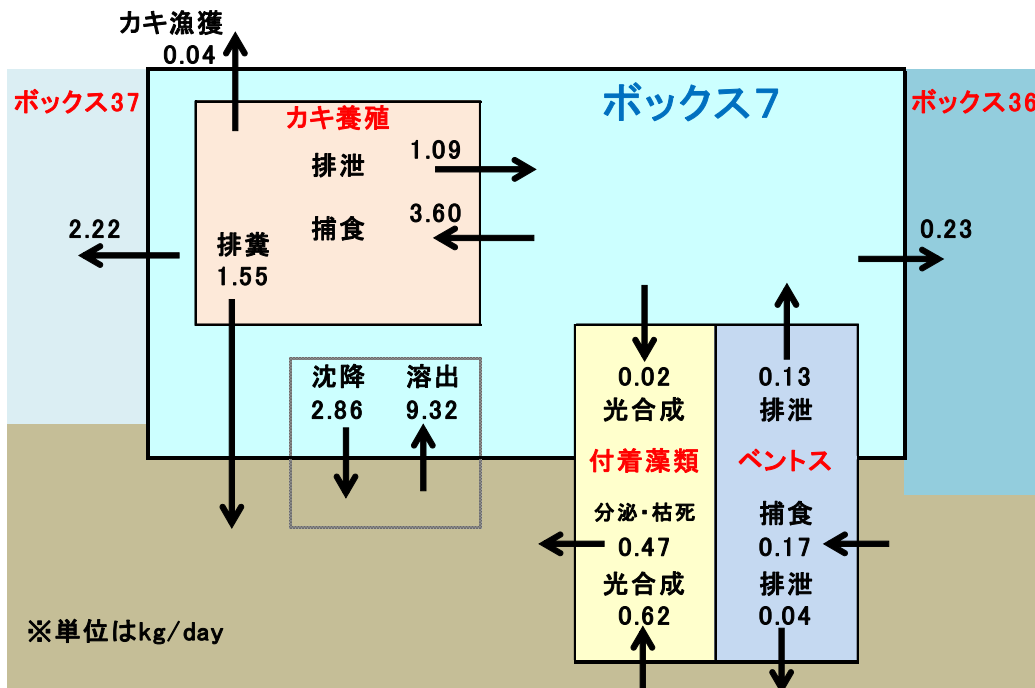 カキ漁獲
0.04
ボックス37
ボックス7
ボックス36
カキ養殖
排泄
1.09
捕食
3.60
2.22
排糞
1.55
0.23
沈降
2.86
溶出
9.32
0.02
光合成
0.13
排泄
付着藻類
ベントス
分泌・枯死
0.47
捕食
0.17
光合成
0.62
排泄
0.04
※単位はkg/day